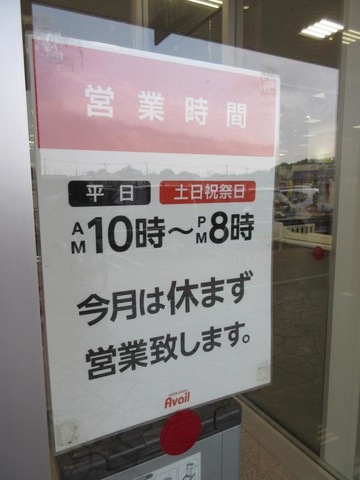 営業時間
平日 土日祝祭日
AM10時〜PM8時
今月は休まず
営業致します。
Avail